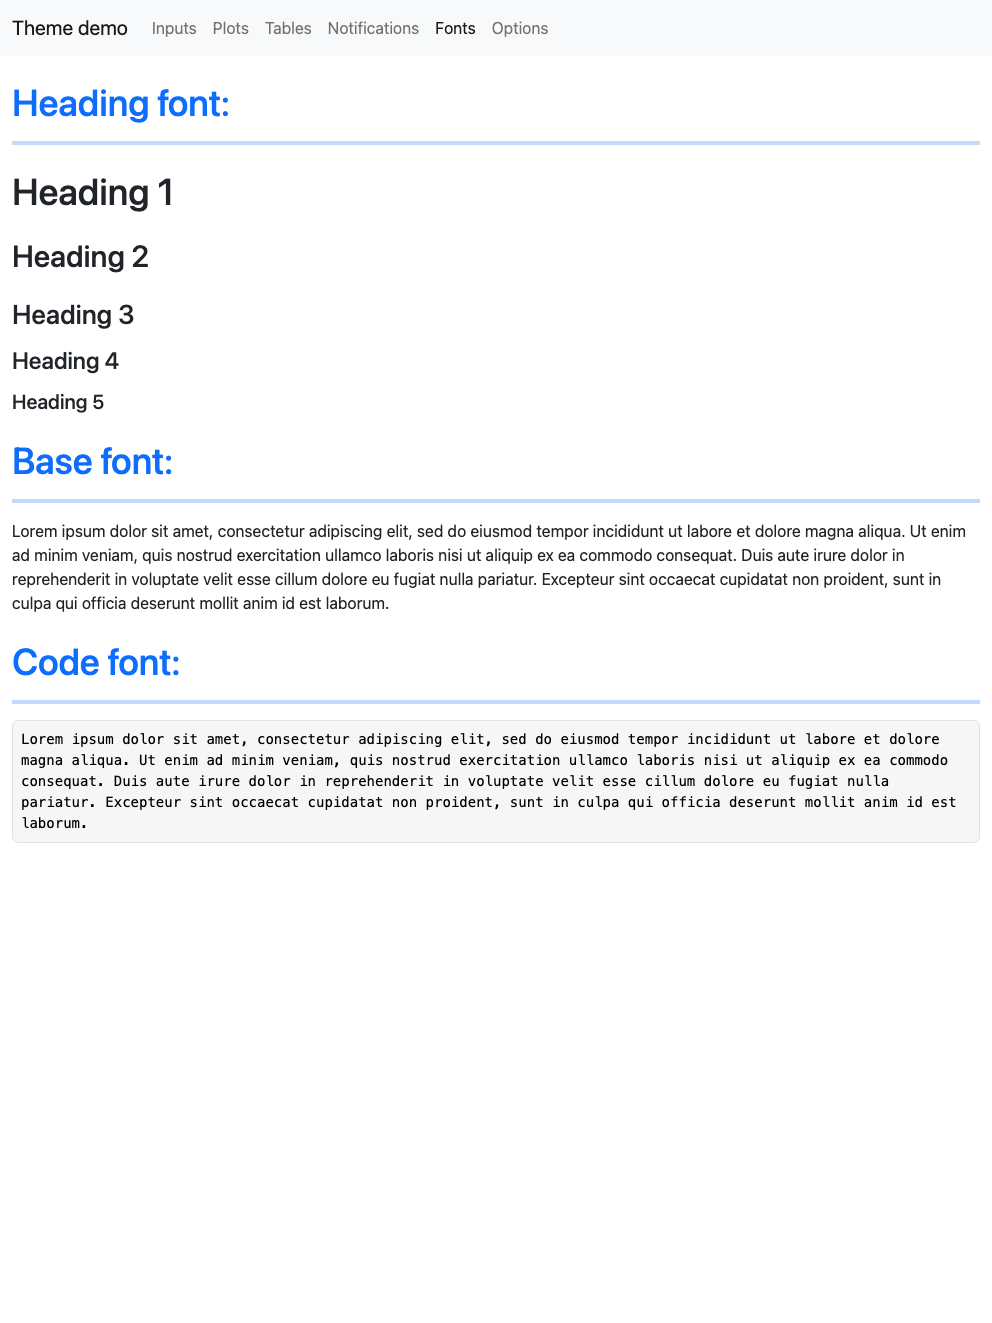 Theme demo Inputs Plots Tables Notifications Fonts Options
Heading font:
Heading 1
Heading 2
Heading 3
Heading 4
Heading 5
Base font:
Lorem ipsum dolor sit amet, consectetur adipiscing elit, sed do eiusmod tempor incididunt ut labore et dolore magna aliqua. Ut enim
ad minim veniam, quis nostrud exercitation ullamco laboris nisi ut aliquip ex ea commodo consequat. Duis aute irure dolor in
reprehenderit in voluptate velit esse cillum dolore eu fugiat nulla pariatur. Excepteur sint occaecat cupidatat non proident, sunt in
culpa qui officia deserunt mollit anim id est laborum.
Code font:
Lorem ipsum dolor sit amet, consectetur adipiscing elit, sed do eiusmod tempor incididunt ut labore et dolore
magna aliqua. Ut enim ad minim veniam, quis nostrud exercitation ullamco laboris nisi ut aliquip ex ea commodo
consequat. Duis aute irure dolor in reprehenderit in voluptate velit esse cillum dolore eu fugiat nulla
pariatur. Excepteur sint occaecat cupidatat non proident, sunt in culpa qui officia deserunt mollit anim id est
laborum.